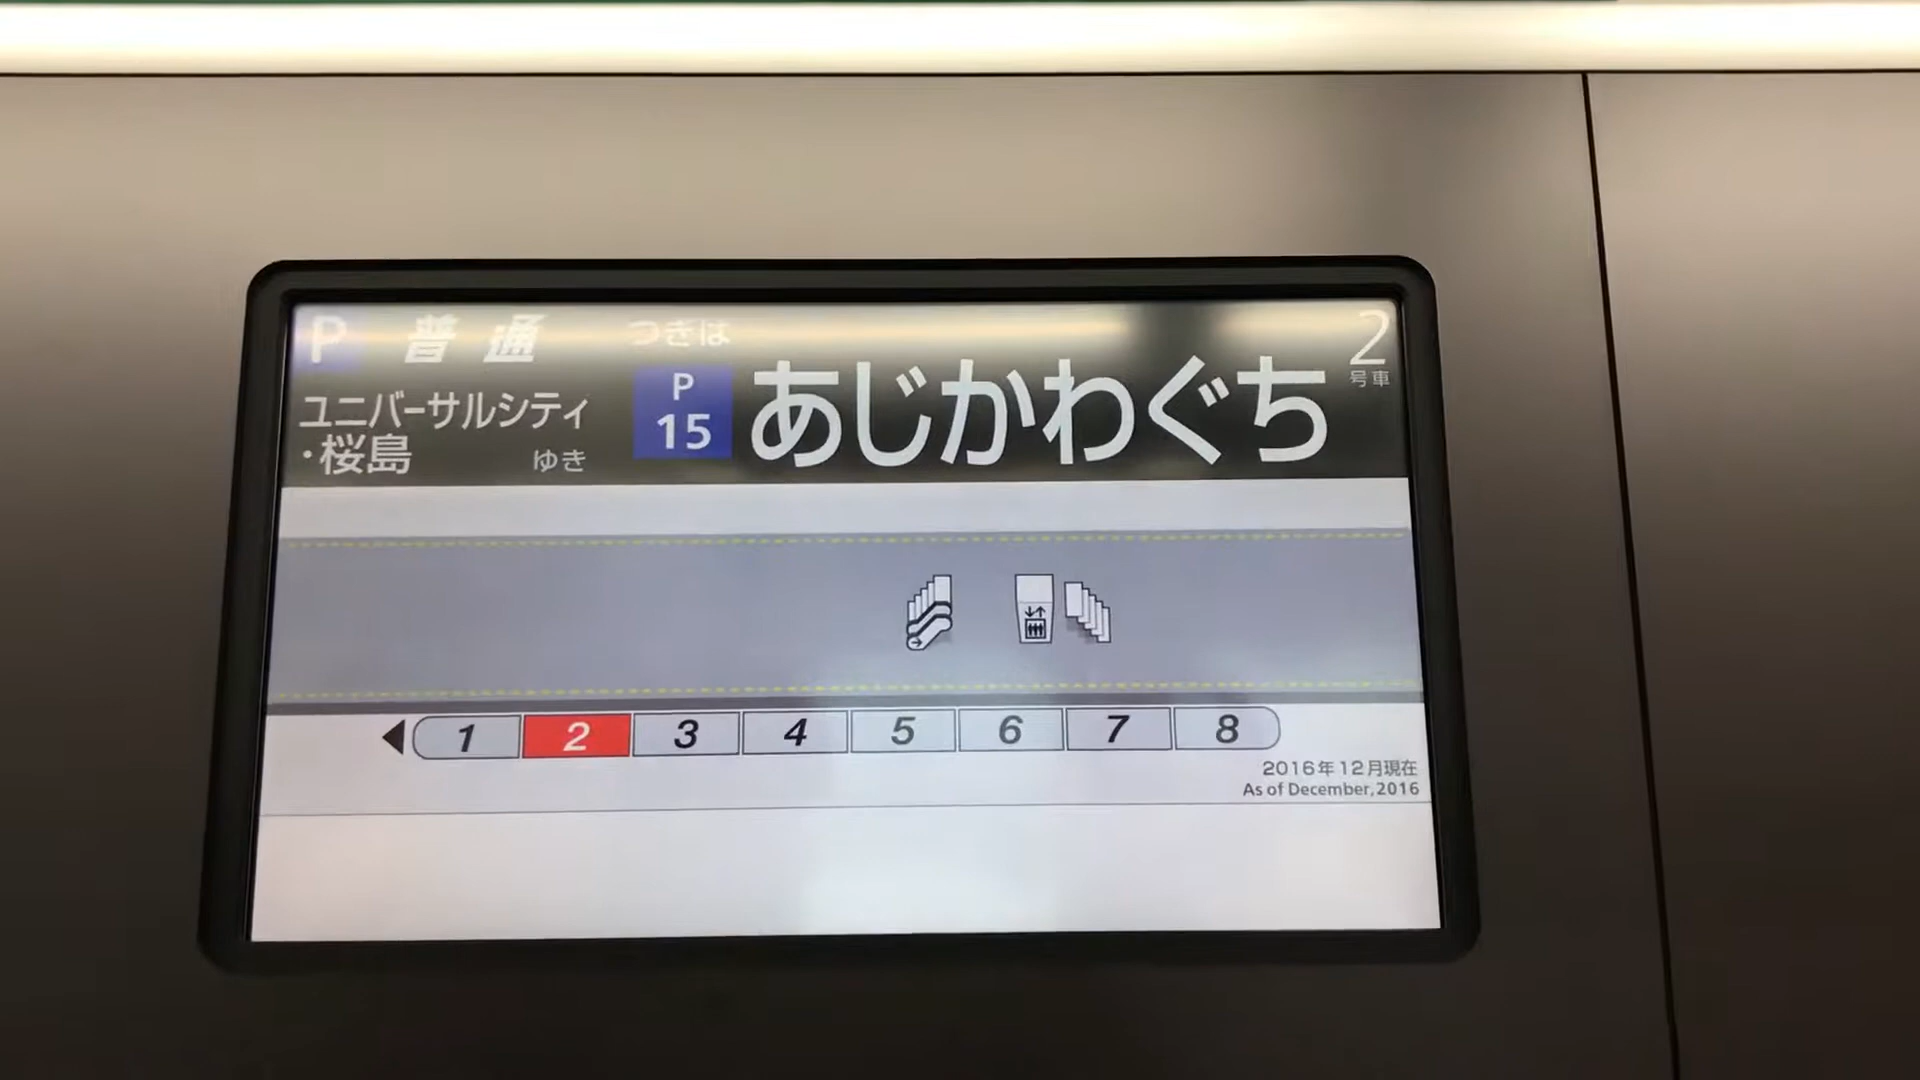 P 普通
ユニバーサルシティ
・桜島 ゆき
つぎは
P
15
あじかわぐち
2
号車
1 2 3 4 5 6 7 8
2016年12月現在
As of December,2016